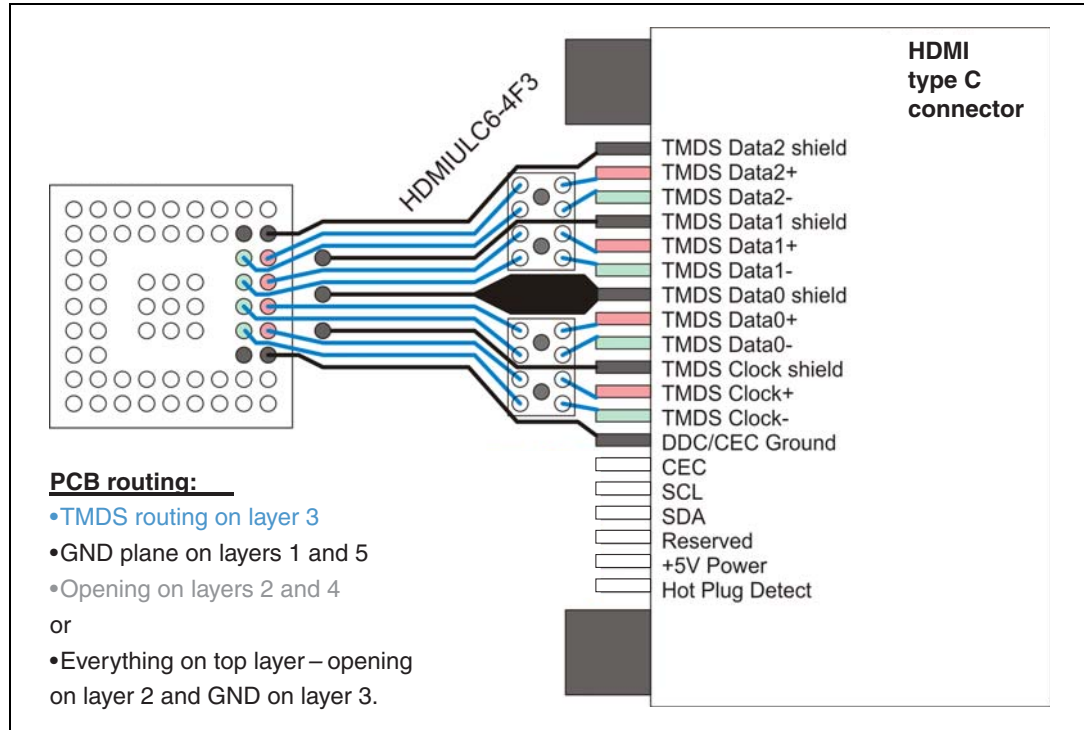 HDMI
type C
connector
HDMIULC6-4F3
TMDS Data2 shield
TMDS Data2+
TMDS Data2-
TMDS Data1 shield
TMDS Data1+
TMDS Data1-
TMDS Data0 shield
TMDS Data0+
TMDS Data0-
TMDS Clock shield
TMDS Clock+
TMDS Clock-
DDC/CEC Ground
CEC
SCL
SDA
Reserved
+5V Power
Hot Plug Detect
PCB routing:
•TMDS routing on layer 3
•GND plane on layers 1 and 5
•Opening on layers 2 and 4
or
•Everything on top layer – opening
on layer 2 and GND on layer 3.